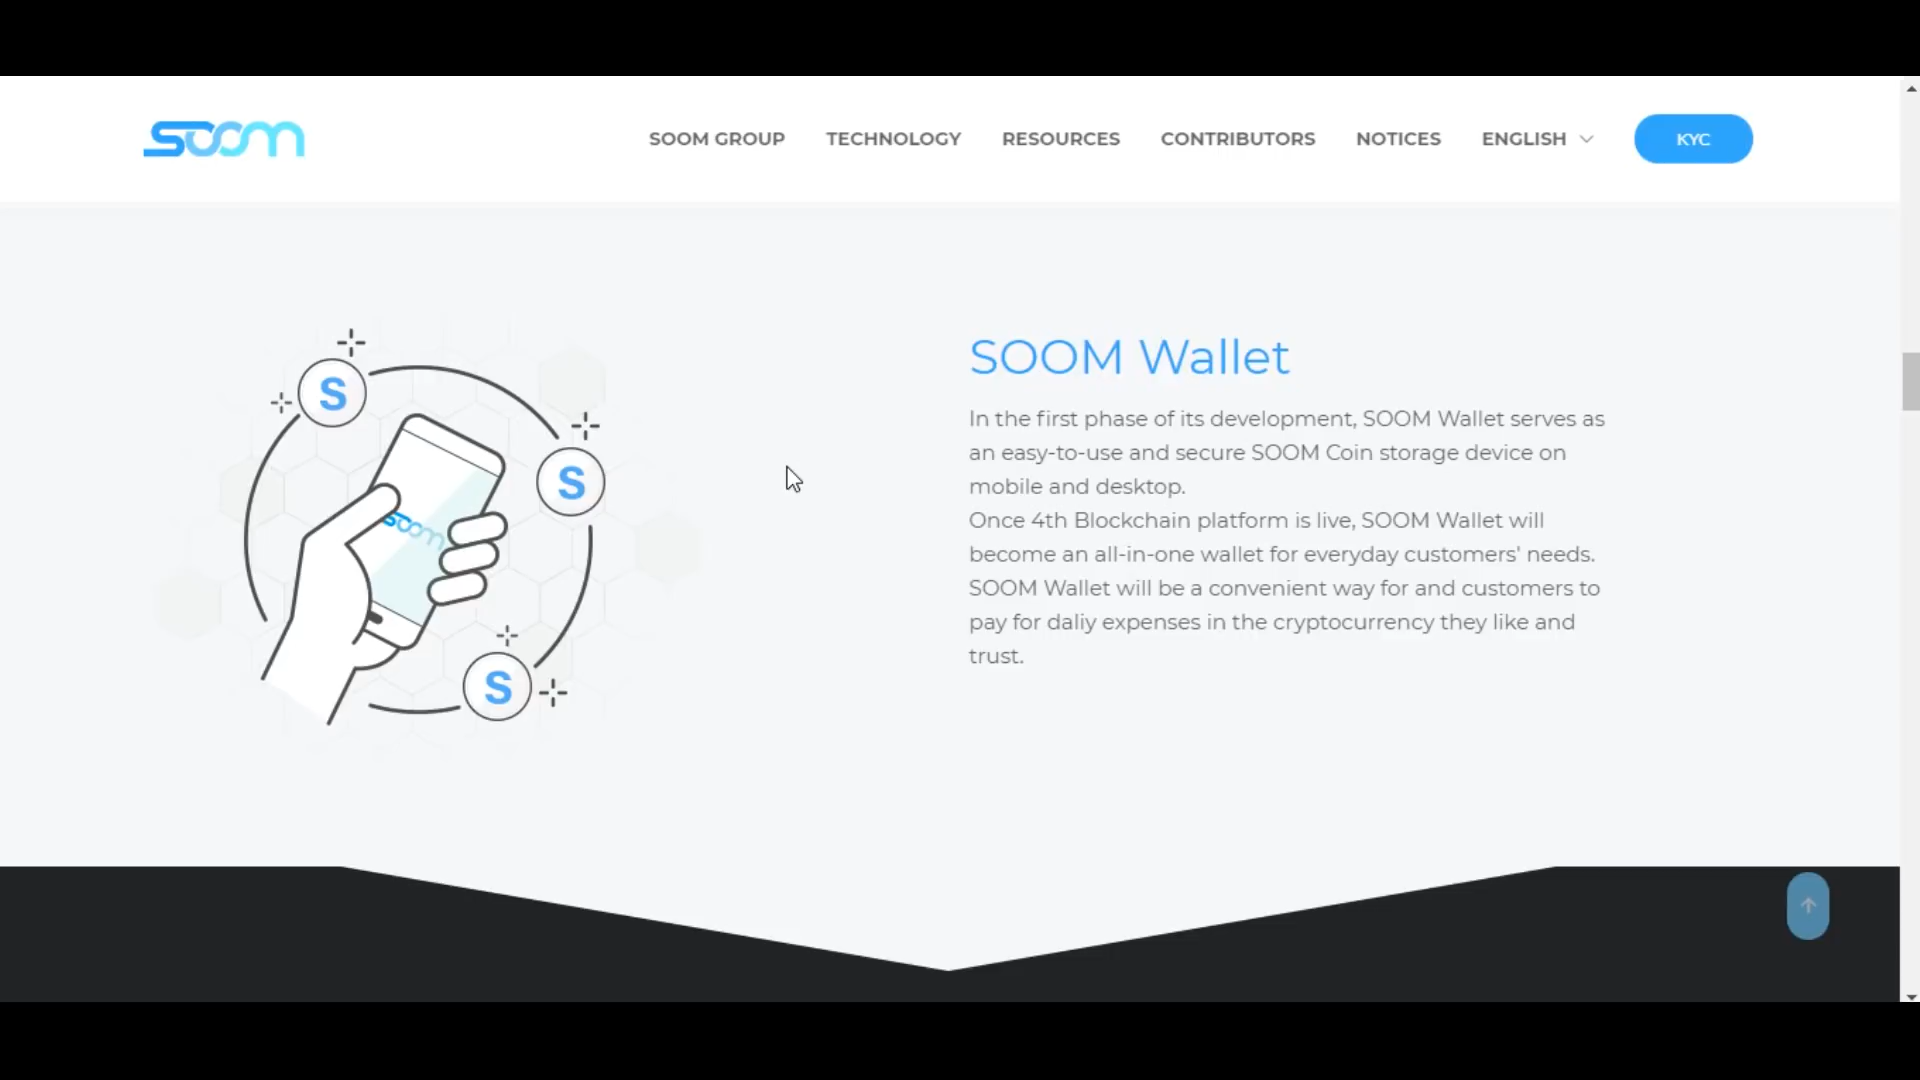 soom
SOOM GROUP
TECHNOLOGY
RESOURCES
CONTRIBUTORS
NOTICES
ENGLISH
KYC
S
S
soom
S
SOOM Wallet
In the first phase of its development, SOOM Wallet serves as
an easy-to-use and secure SOOM Coin storage device on
mobile and desktop.
Once 4th Blockchain platform is live, SOOM Wallet will
become an all-in-one wallet for everyday customers' needs.
SOOM Wallet will be a convenient way for and customers to
pay for daliy expenses in the cryptocurrency they like and
trust.